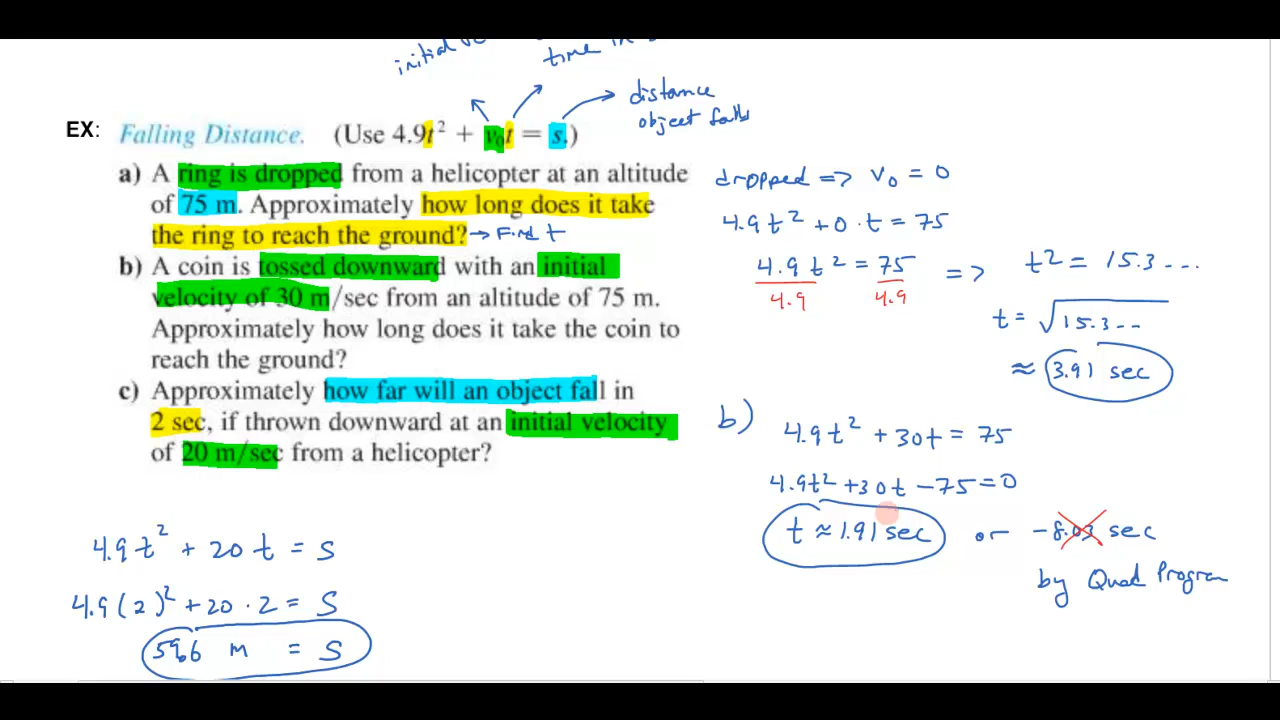 initial
time in
distance
object falls
EX: Falling Distance. (Use 4.9t² + v₀t = s.)
a) A ring is dropped from a helicopter at an altitude
of 75 m. Approximately how long does it take
the ring to reach the ground? → Find t
b) A coin is tossed downward with an initial
velocity of 30 m/sec from an altitude of 75 m.
Approximately how long does it take the coin to
reach the ground?
c) Approximately how far will an object fall in
2 sec, if thrown downward at an initial velocity
of 20 m/sec from a helicopter?
4.9t² + 20t = s
4.9(2)² + 20 · 2 = s
59.6 m = s
dropped => v₀ = 0
4.9t² + 0 · t = 75
4.9t² = 75 => t² = 15.3...
4.9 4.9
t = √15.3...
≈ 3.91 sec
b) 4.9t² + 30t = 75
4.9t² + 30t - 75 = 0
t ≈ 1.91 sec or -8.03 sec
by Quad Program